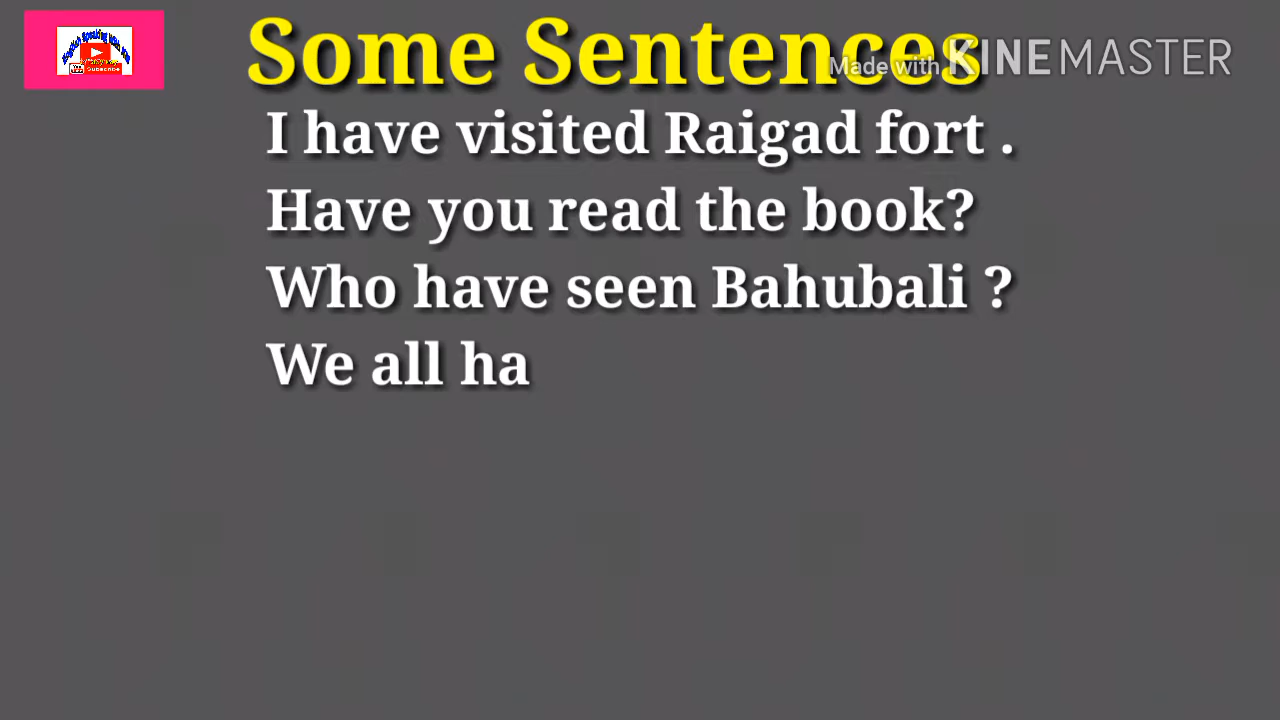 Some Sentences
Made with KINEMASTER
I have visited Raigad fort .
Have you read the book?
Who have seen Bahubali ?
We all ha
Subscribe